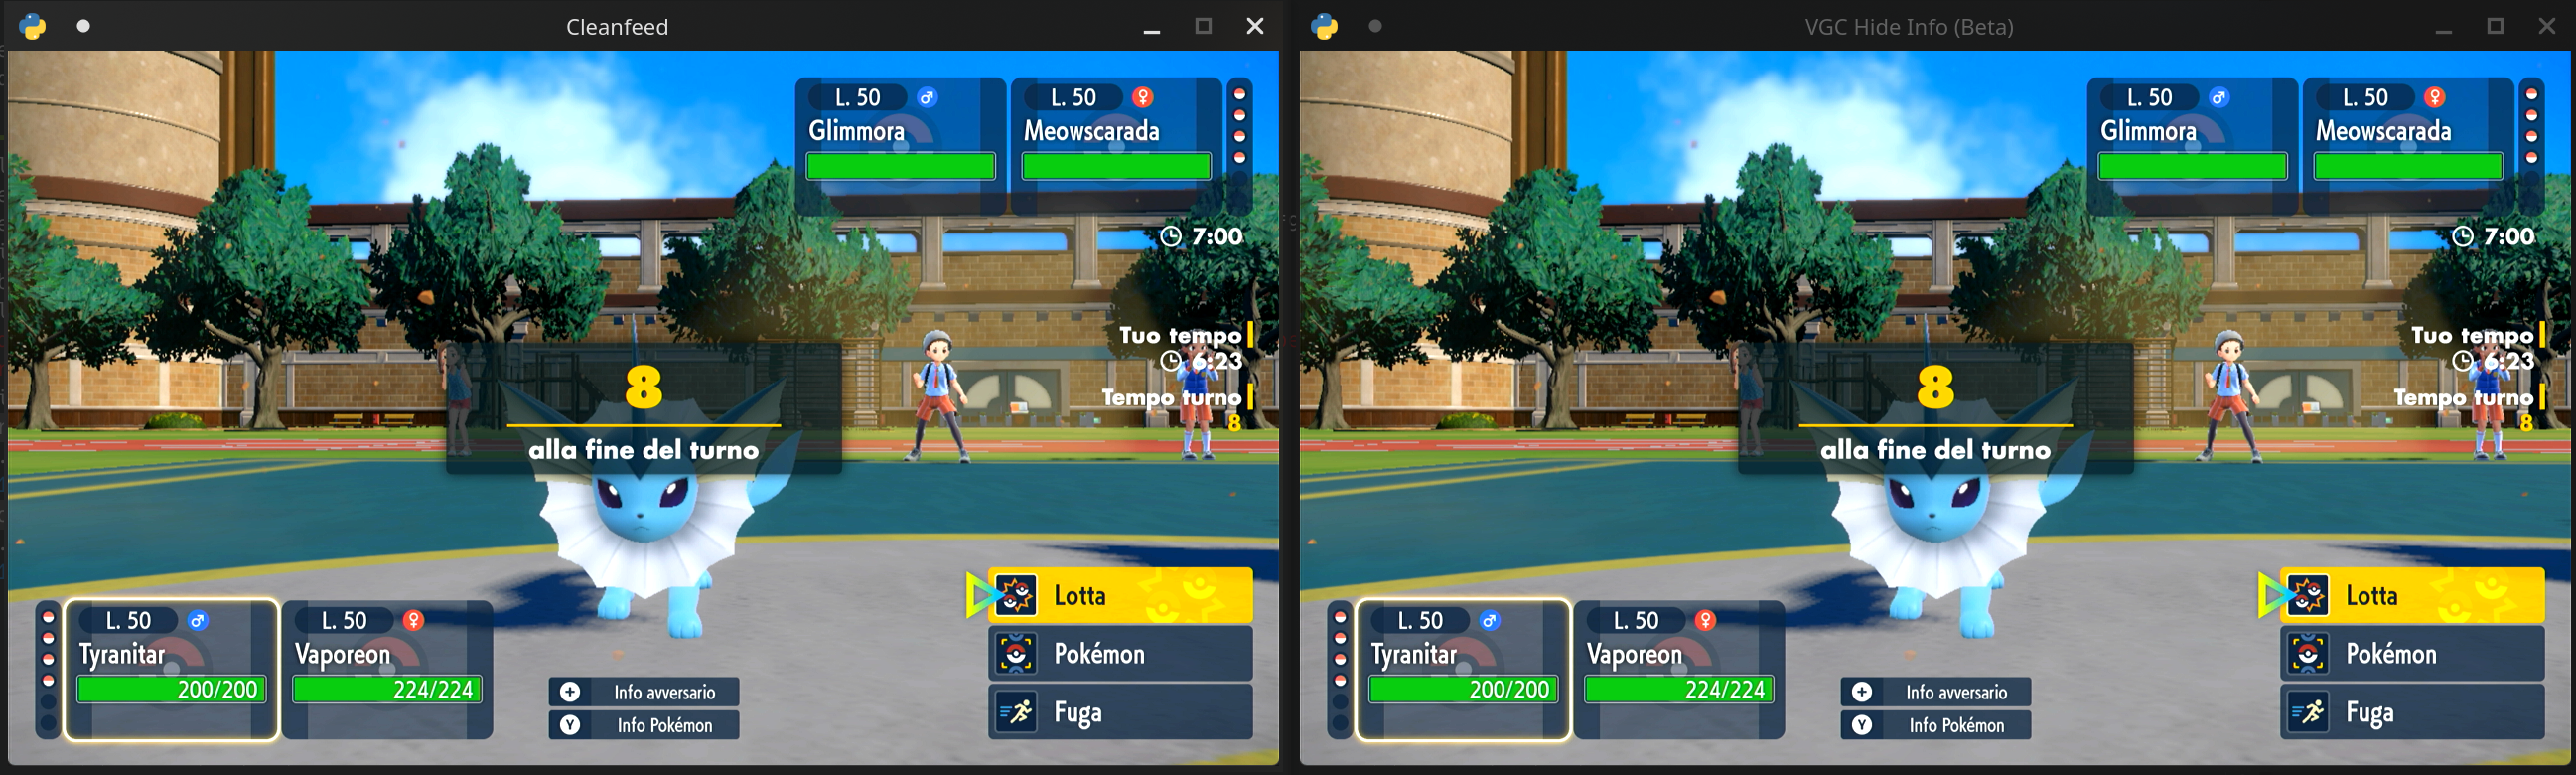 Cleanfeed
L. 50
Glimmora
L. 50
Meowscarada
7:00
Tuo tempo
6:23
Tempo turno
8
8
alla fine del turno
L. 50
Tyranitar
200/200
L. 50
Vaporeon
224/224
+ Info avversario
Y Info Pokémon
Lotta
Pokémon
Fuga
VGC Hide Info (Beta)
L. 50
Glimmora
L. 50
Meowscarada
7:00
Tuo tempo
6:23
Tempo turno
8
8
alla fine del turno
L. 50
Tyranitar
200/200
L. 50
Vaporeon
224/224
+ Info avversario
Y Info Pokémon
Lotta
Pokémon
Fuga